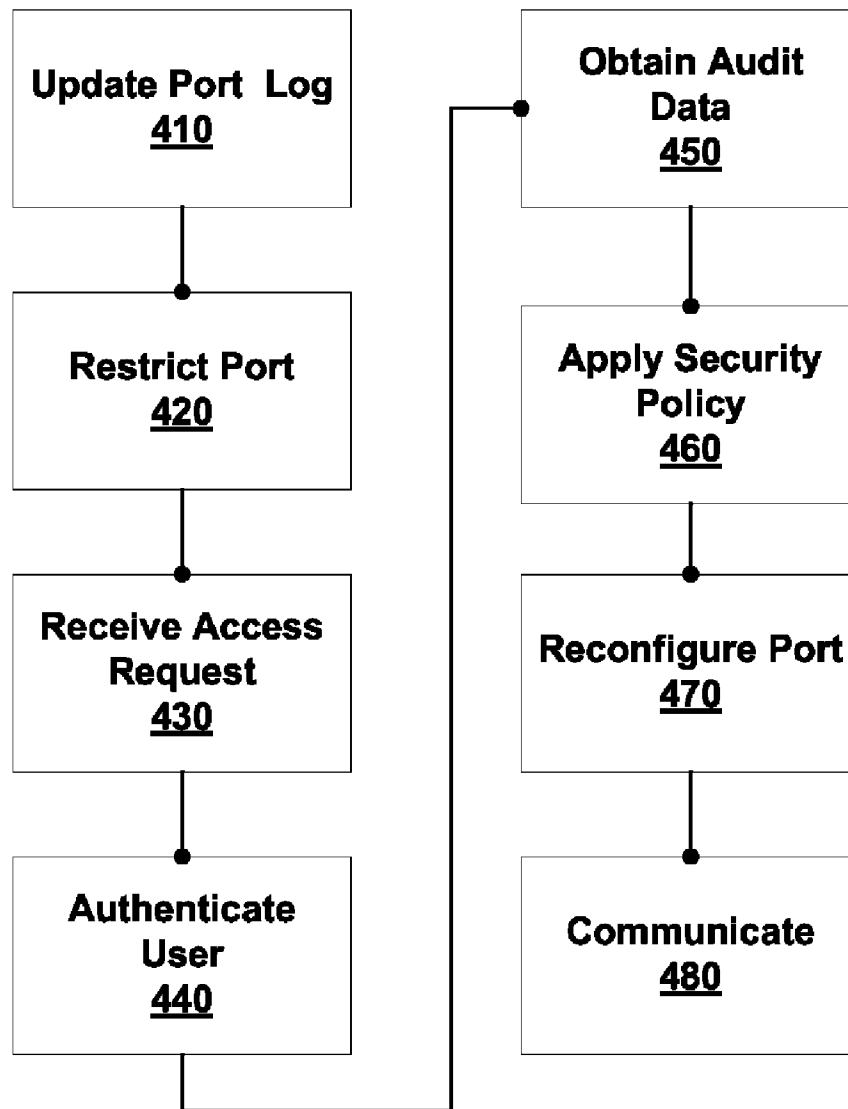 Update Port Log
410
Restrict Port
420
Receive Access
Request
430
Authenticate
User
440
Obtain Audit
Data
450
Apply Security
Policy
460
Reconfigure Port
470
Communicate
480